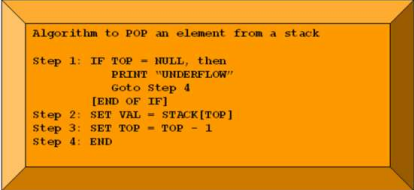 Algorithm to POP an element from a stack
Step 1: IF TOP = NULL, then
PRINT "UNDERFLOW"
Goto Step 4
[END OF IF]
Step 2: SET VAL = STACK[TOP]
Step 3: SET TOP = TOP - 1
Step 4: END